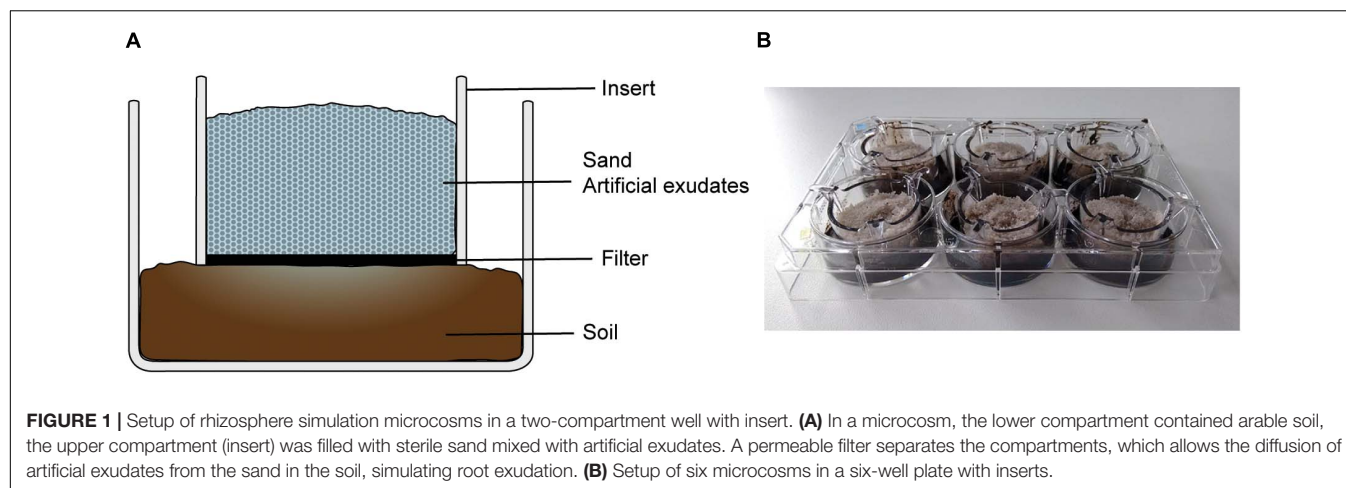 A
B
Insert
Sand
Artificial exudates
Filter
Soil
FIGURE 1 | Setup of rhizosphere simulation microcosms in a two-compartment well with insert. (A) In a microcosm, the lower compartment contained arable soil,
the upper compartment (insert) was filled with sterile sand mixed with artificial exudates. A permeable filter separates the compartments, which allows the diffusion of
artificial exudates from the sand in the soil, simulating root exudation. (B) Setup of six microcosms in a six-well plate with inserts.